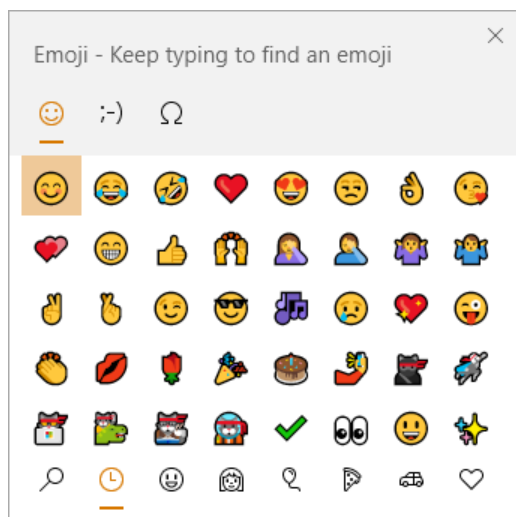 Emoji - Keep typing to find an emoji
;-) Ω